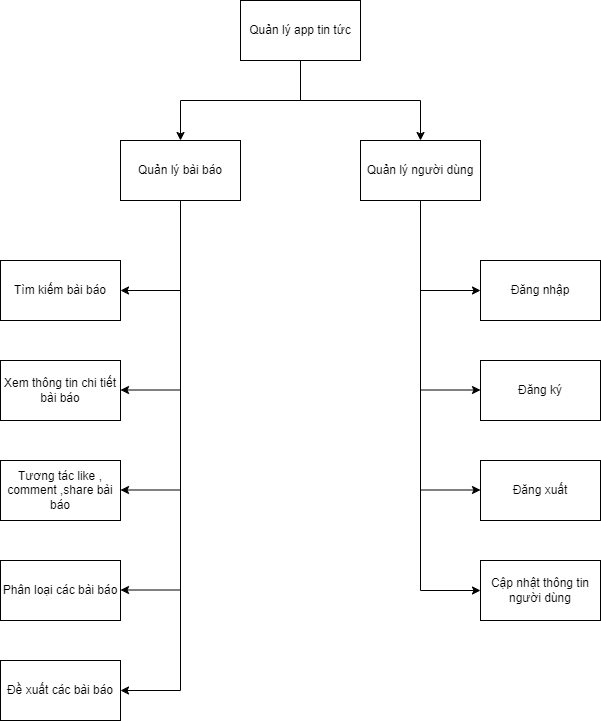 Quản lý app tin tức
Quản lý bài báo
Quản lý người dùng
Tìm kiếm bài báo
Đăng nhập
Xem thông tin chi tiết
bài báo
Đăng ký
Tương tác like ,
comment ,share bài
báo
Đăng xuất
Phân loại các bài báo
Cập nhật thông tin
người dùng
Đề xuất các bài báo